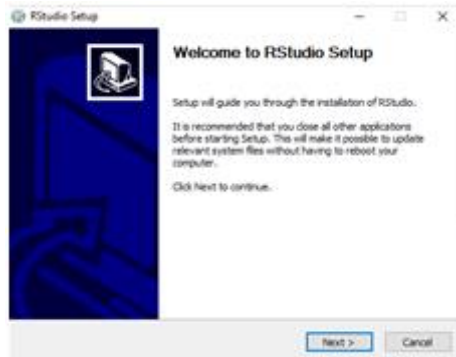 RStudio Setup
Welcome to RStudio Setup
Setup will guide you through the installation of RStudio.
It is recommended that you close all other applications
before starting Setup. This will make it possible to update
relevant system files without having to reboot your
computer.
Click Next to continue.
Next >
Cancel